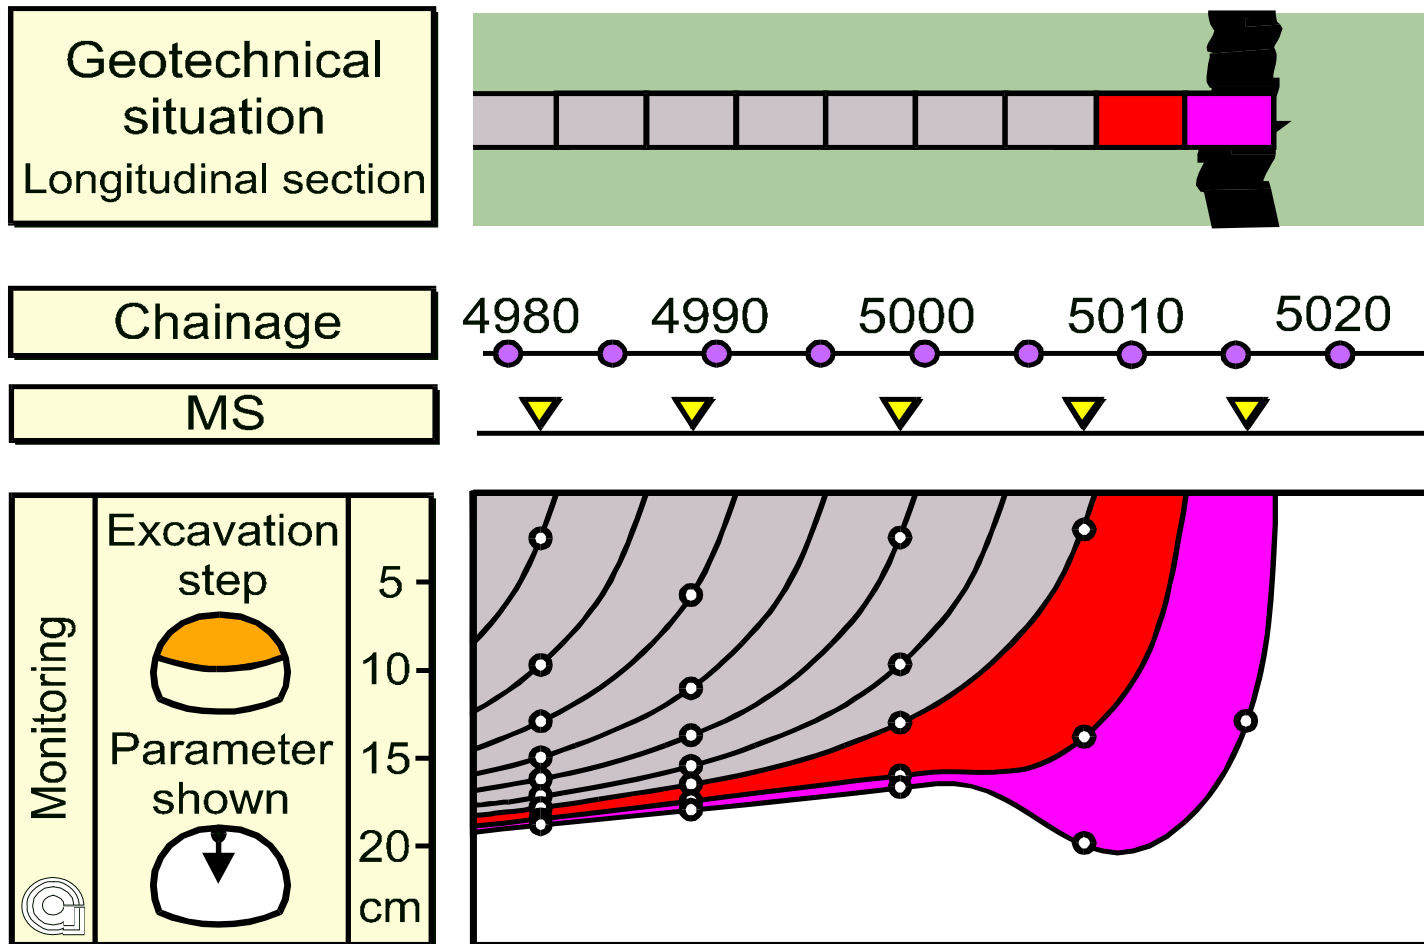 Geotechnical
situation
Longitudinal section
Chainage
4980 4990 5000 5010 5020
MS
Monitoring
Excavation
step
Parameter
shown
5
10
15
20
cm